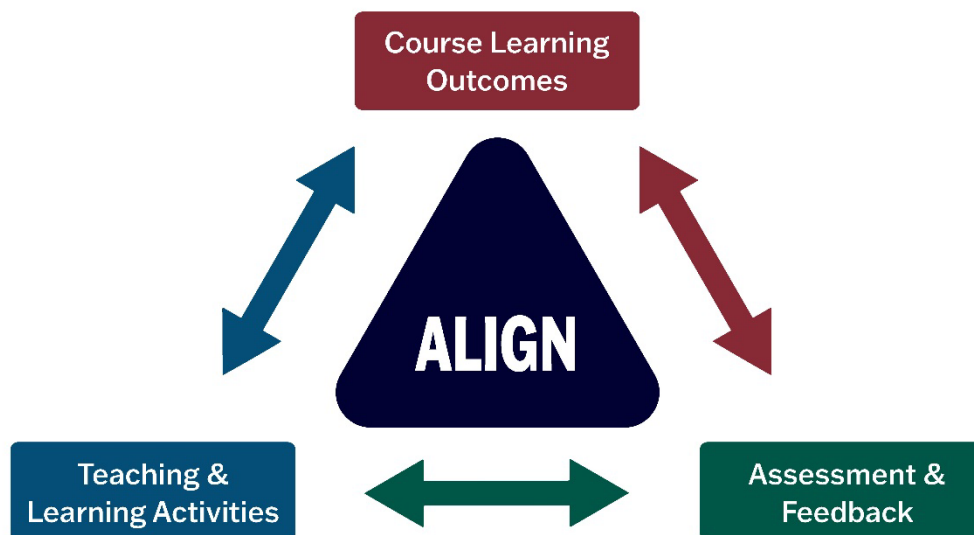 Course Learning
Outcomes
ALIGN
Teaching &
Learning Activities
Assessment &
Feedback